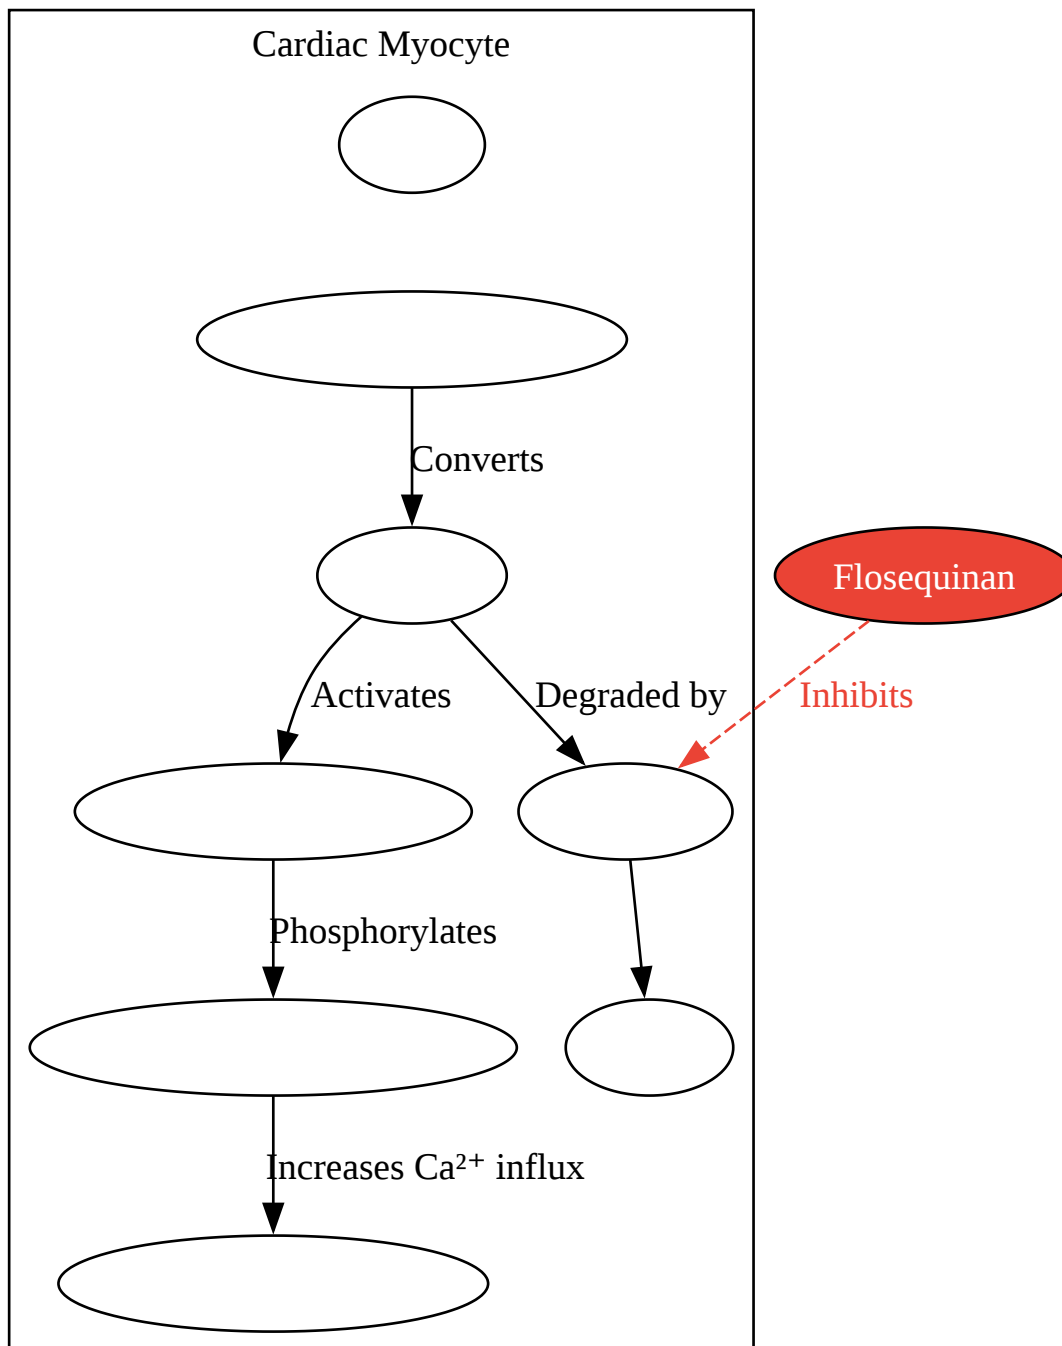 Cardiac Myocyte
Converts
Flosequinan
Activates
Degraded by
Inhibits
Phosphorylates
Increases Ca²⁺ influx